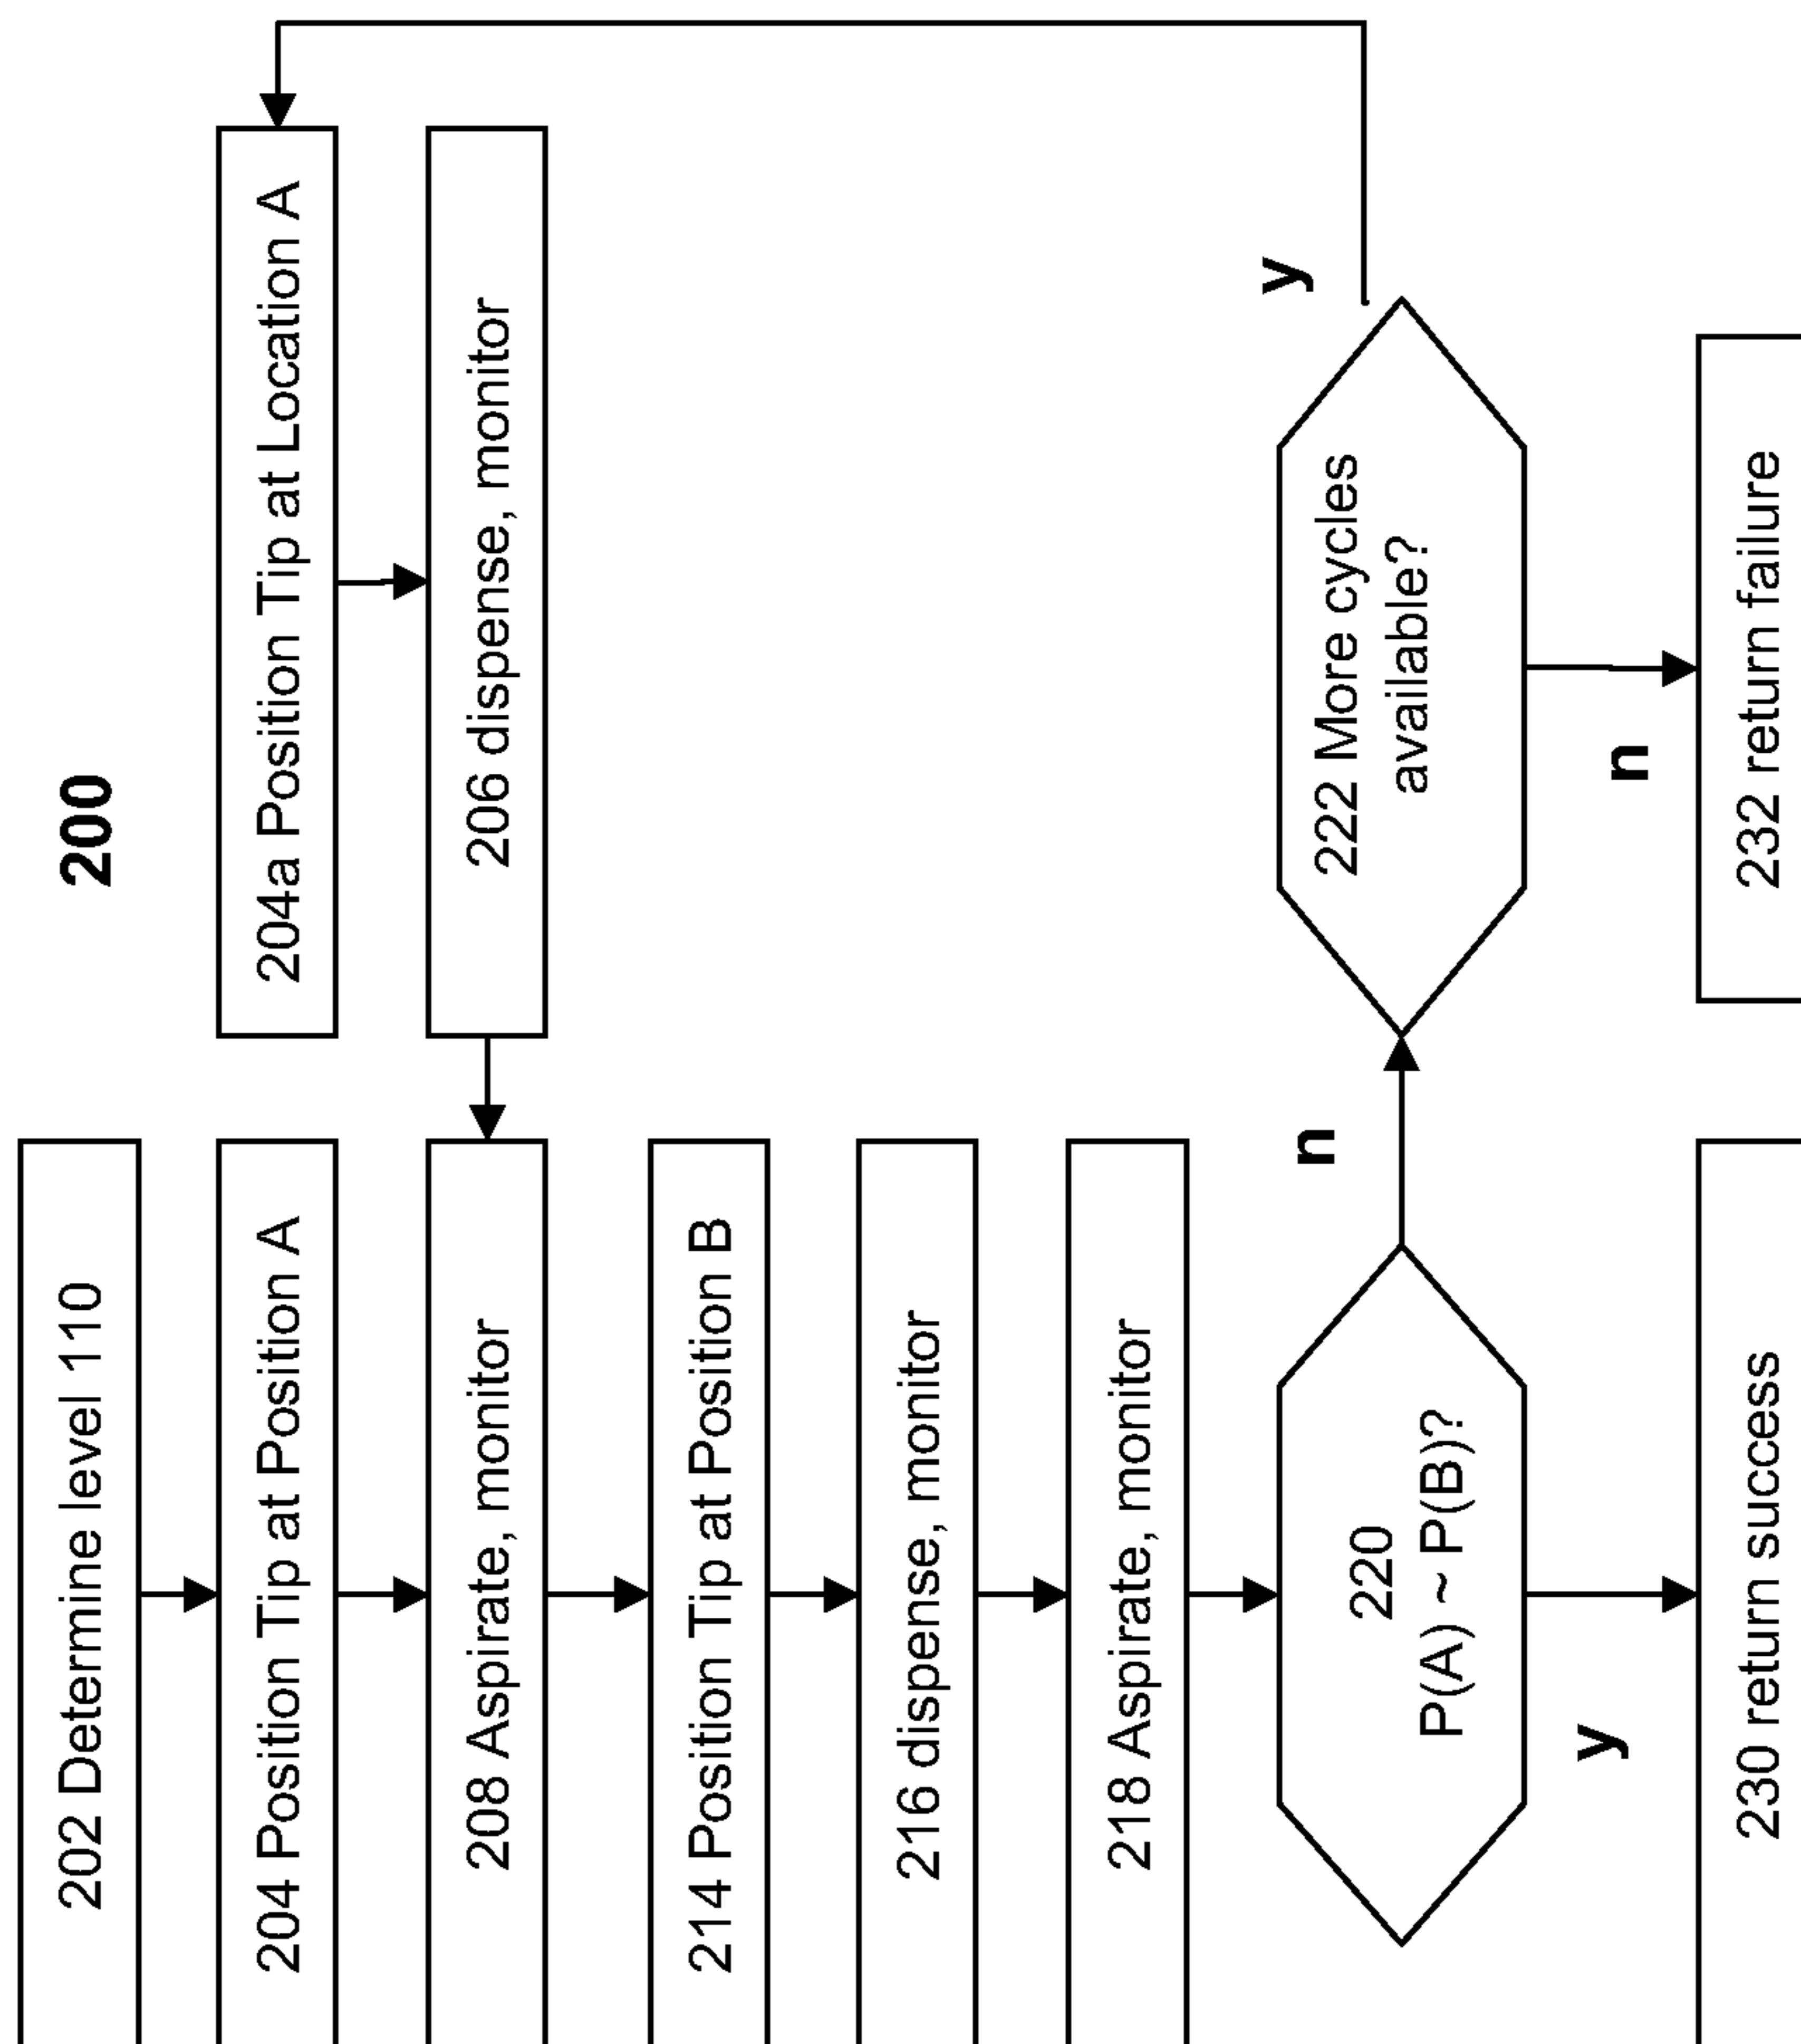 200
202 Determine level 110
204 Position Tip at Position A
204a Position Tip at Location A
208 Aspirate, monitor
206 dispense, monitor
214 Position Tip at Position B
216 dispense, monitor
218 Aspirate, monitor
220
P(A) ~ P(B)?
n
222 More cycles
available?
y
y
n
230 return success
232 return failure